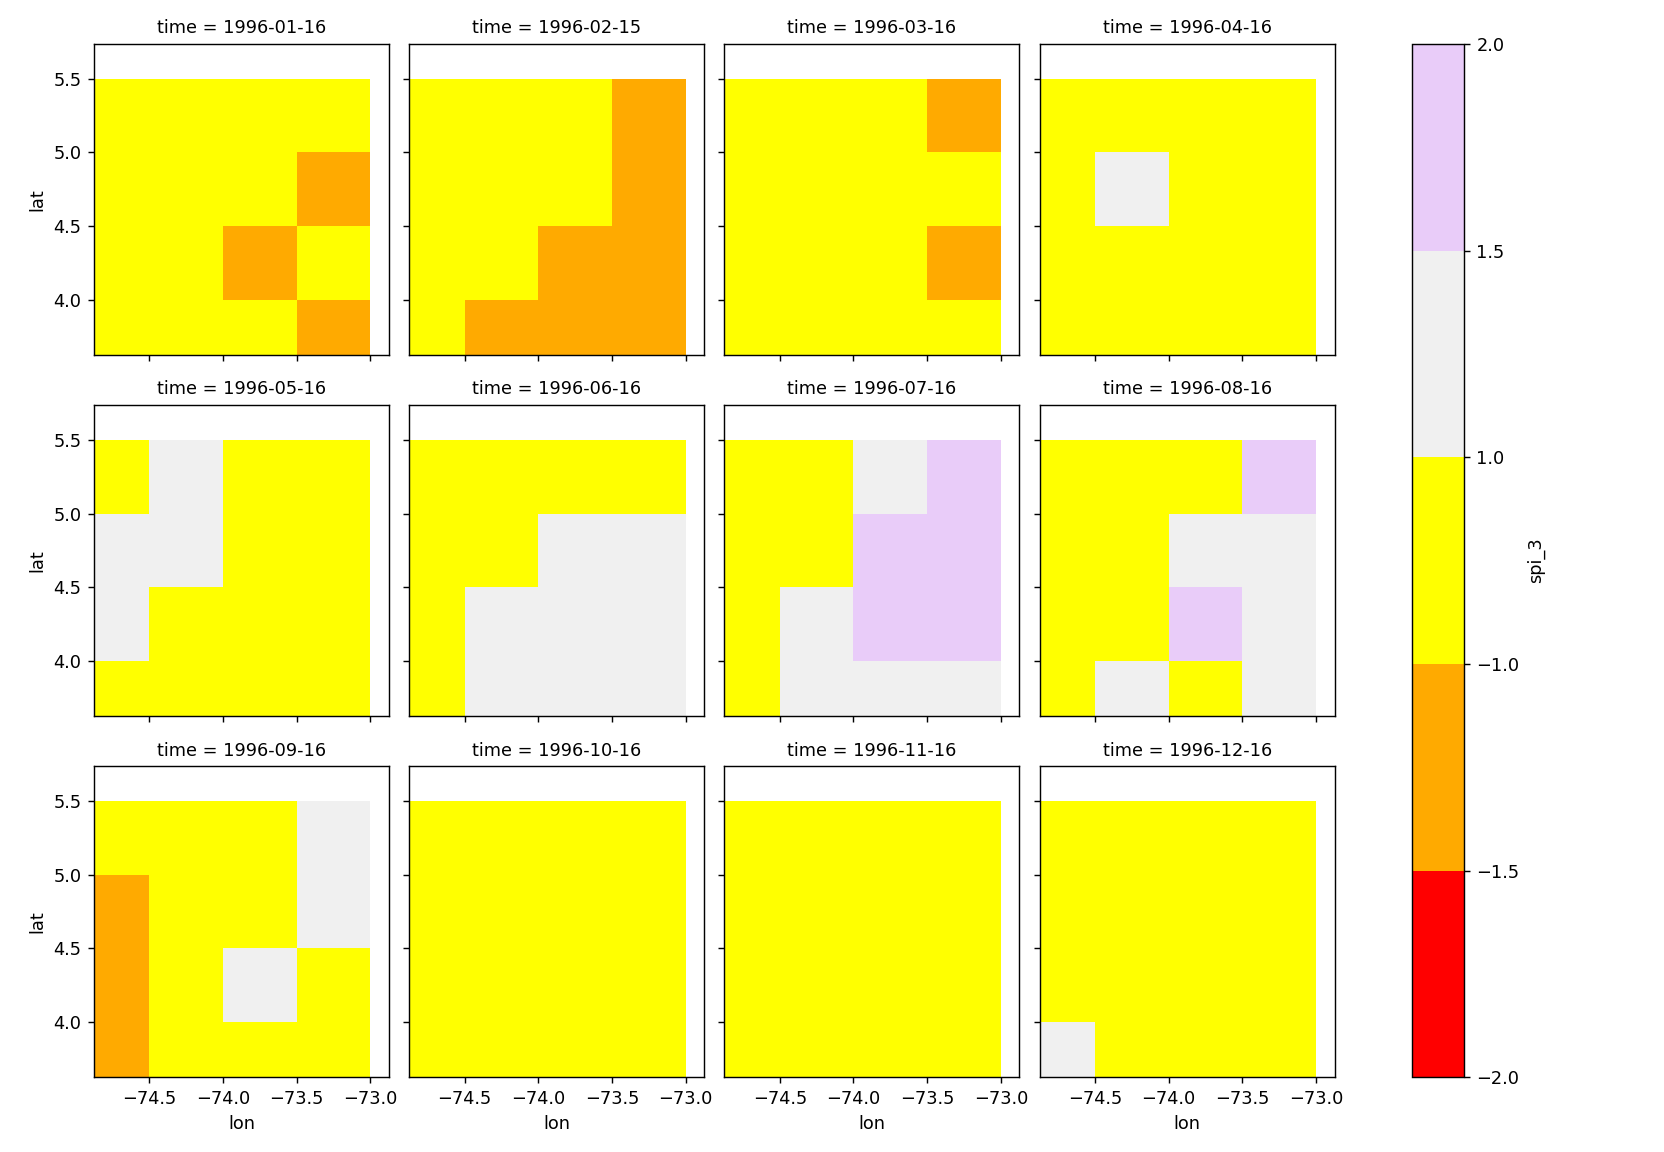 time = 1996-01-16
time = 1996-02-15
time = 1996-03-16
time = 1996-04-16
5.5
5.0
4.5
4.0
lat
time = 1996-05-16
time = 1996-06-16
time = 1996-07-16
time = 1996-08-16
5.5
5.0
4.5
4.0
lat
time = 1996-09-16
time = 1996-10-16
time = 1996-11-16
time = 1996-12-16
5.5
5.0
4.5
4.0
lat
−74.5 −74.0 −73.5 −73.0
lon
−74.5 −74.0 −73.5 −73.0
lon
−74.5 −74.0 −73.5 −73.0
lon
−74.5 −74.0 −73.5 −73.0
lon
2.0
1.5
1.0
−1.0
−1.5
−2.0
spi_3